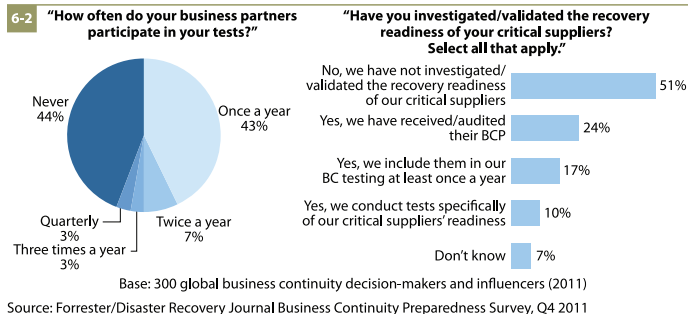 6-2
"How often do your business partners
participate in your tests?"
Never
44%
Once a year
43%
Quarterly
3%
Three times a year
3%
Twice a year
7%
"Have you investigated/validated the recovery
readiness of your critical suppliers?
Select all that apply."
No, we have not investigated/
validated the recovery readiness
of our critical suppliers
51%
Yes, we have received/audited
their BCP
24%
Yes, we include them in our
BC testing at least once a year
17%
Yes, we conduct tests specifically
of our critical suppliers' readiness
10%
Don't know
7%
Base: 300 global business continuity decision-makers and influencers (2011)
Source: Forrester/Disaster Recovery Journal Business Continuity Preparedness Survey, Q4 2011